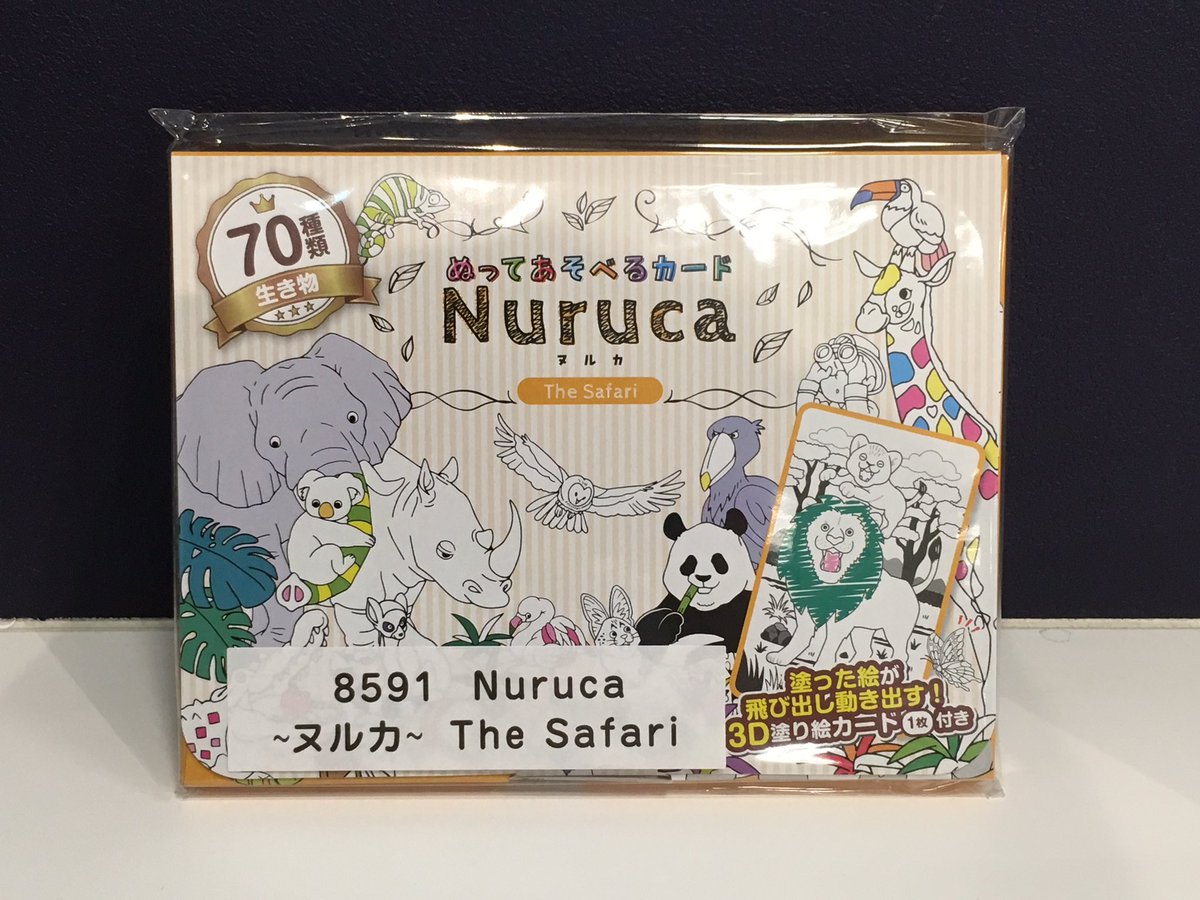 70種類
生き物
ぬってあそべるカード
Nuruca
ヌルカ
The Safari
塗った絵が
飛び出し動き出す!
3D塗り絵カード1枚付き
8591 Nuruca
~ヌルカ~ The Safari